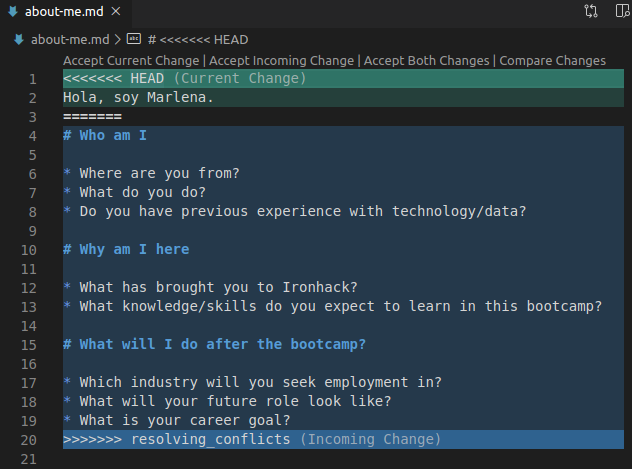 about-me.md ×
about-me.md > # <<<<<<< HEAD
Accept Current Change | Accept Incoming Change | Accept Both Changes | Compare Changes
1 <<<<<<< HEAD (Current Change)
2 Hola, soy Marlena.
3 =======
4 # Who am I
5
6 * Where are you from?
7 * What do you do?
8 * Do you have previous experience with technology/data?
9
10 # Why am I here
11
12 * What has brought you to Ironhack?
13 * What knowledge/skills do you expect to learn in this bootcamp?
14
15 # What will I do after the bootcamp?
16
17 * Which industry will you seek employment in?
18 * What will your future role look like?
19 * What is your career goal?
20 >>>>>>> resolving_conflicts (Incoming Change)
21